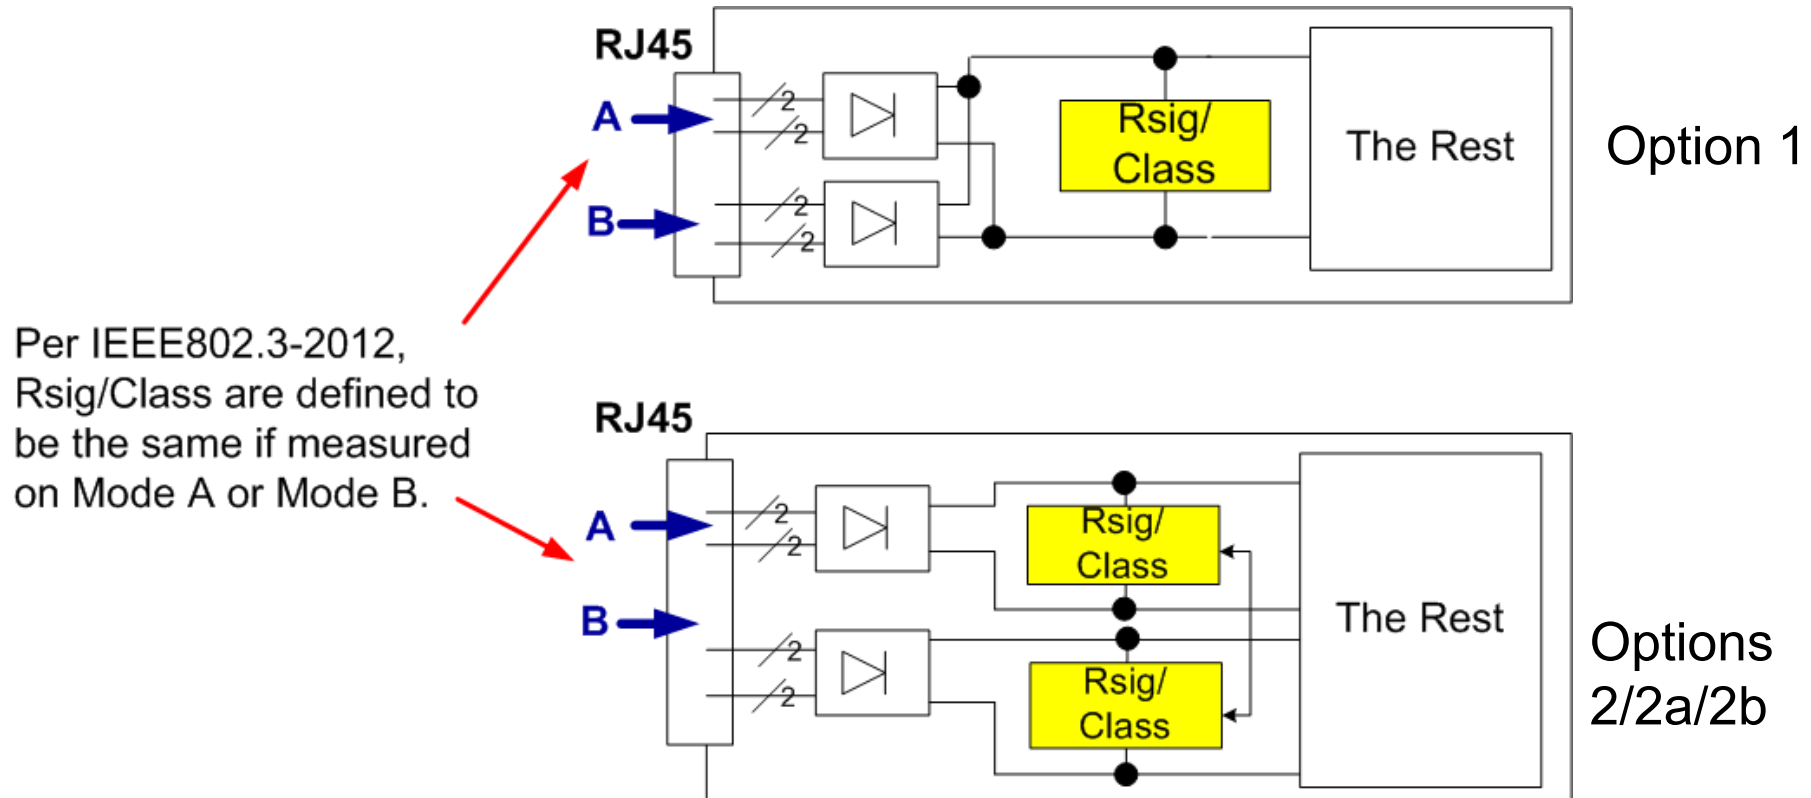 RJ45
A
2
2
B
2
2
Rsig/
Class
The Rest
Option 1
Per IEEE802.3-2012,
Rsig/Class are defined to
be the same if measured
on Mode A or Mode B.
RJ45
A
2
2
B
2
2
Rsig/
Class
Rsig/
Class
The Rest
Options
2/2a/2b